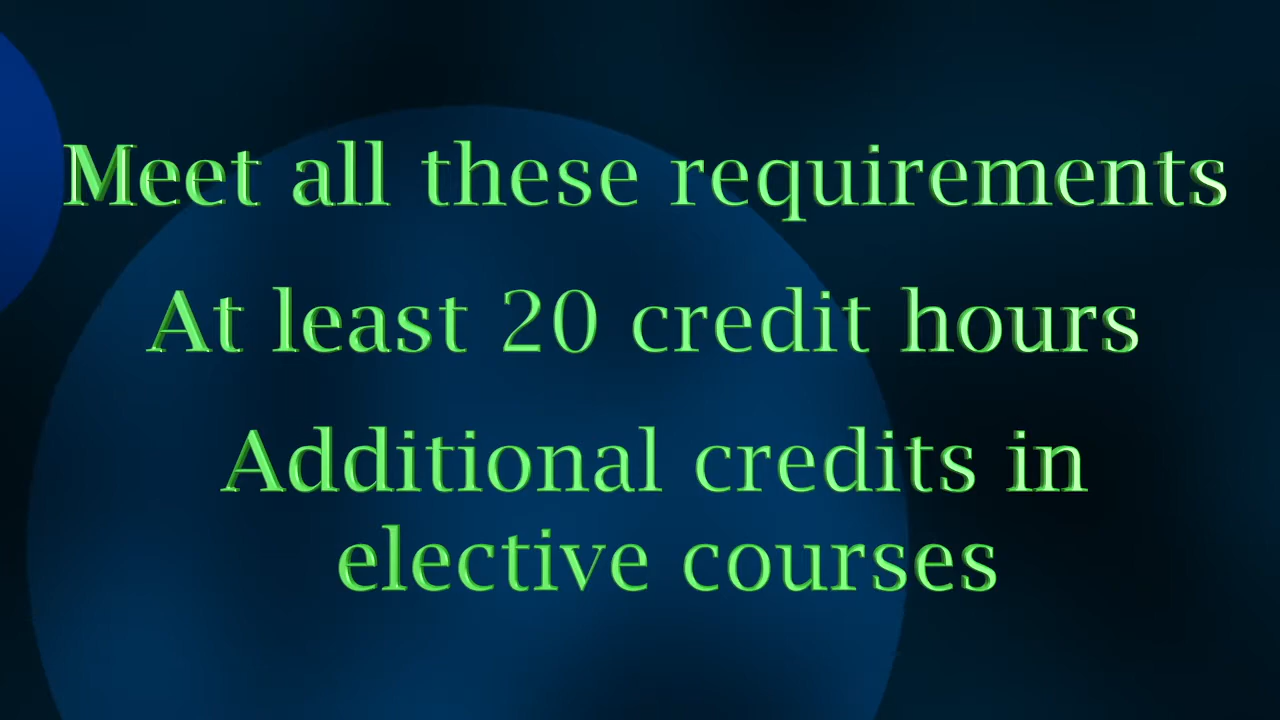 Meet all these requirements
At least 20 credit hours
Additional credits in
elective courses